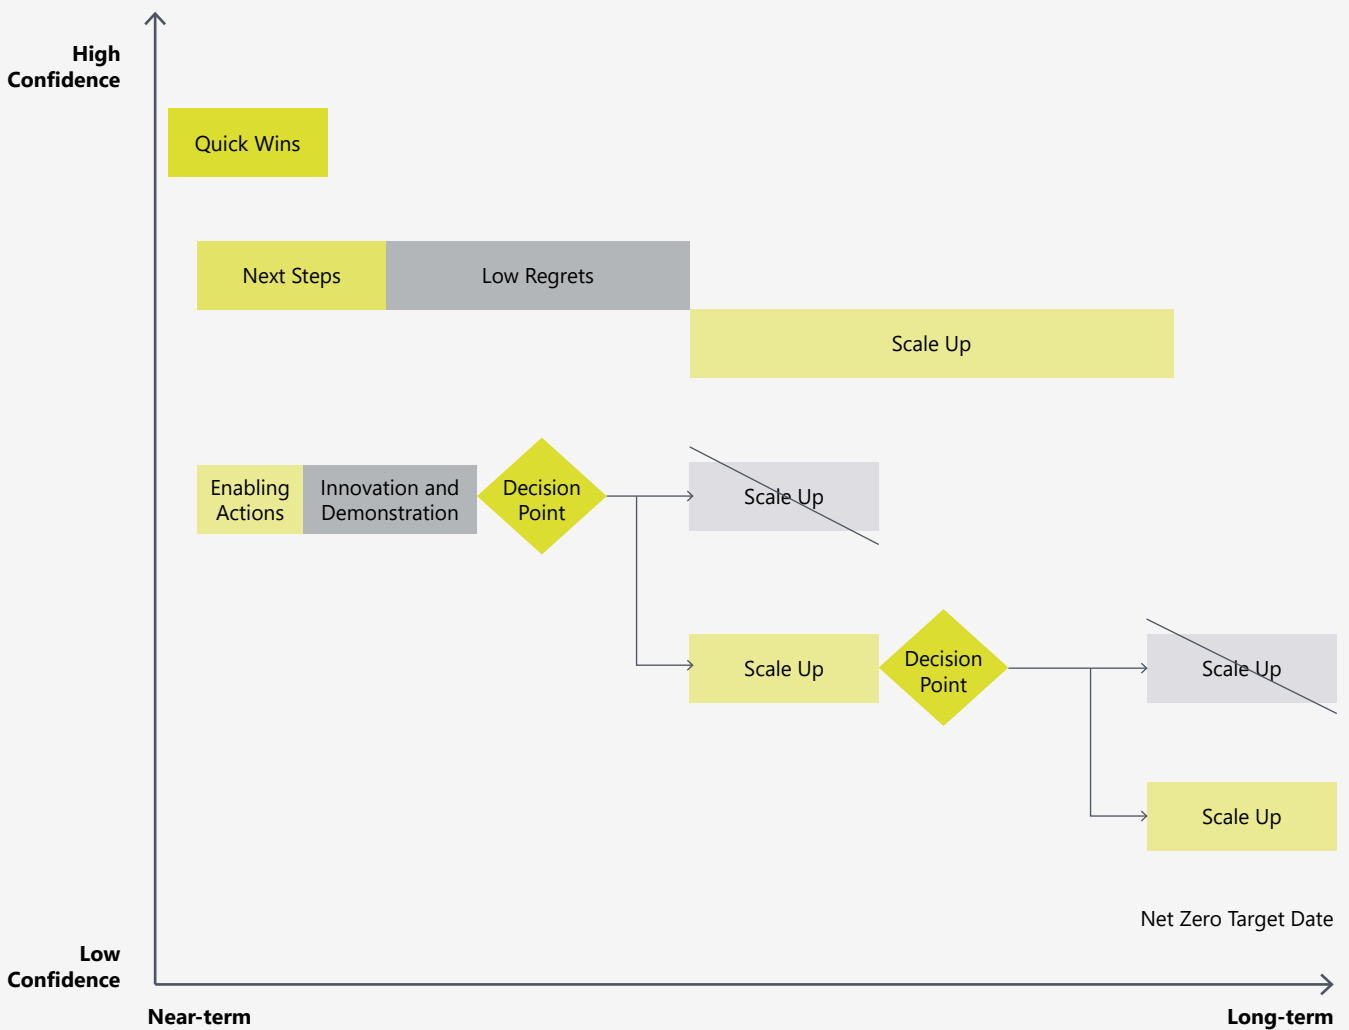 High
Confidence
Quick Wins
Next Steps
Low Regrets
Scale Up
Enabling
Actions
Innovation and
Demonstration
Decision
Point
Scale Up
Scale Up
Decision
Point
Scale Up
Scale Up
Net Zero Target Date
Low
Confidence
Near-term
Long-term